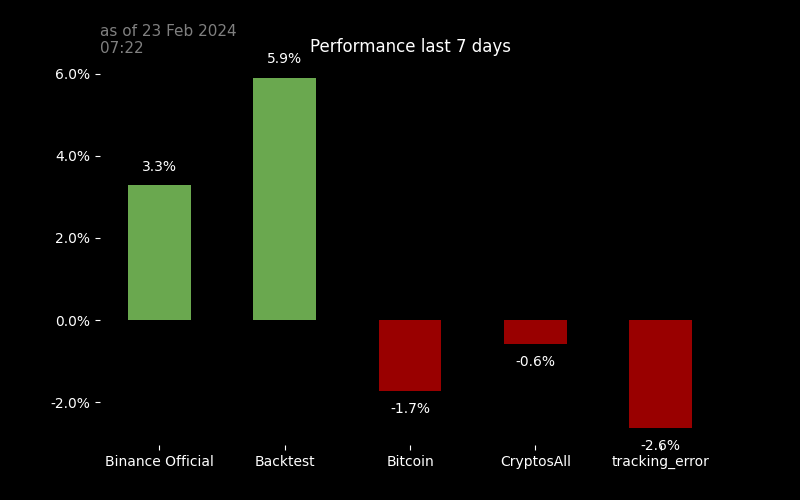 as of 23 Feb 2024
07:22
Performance last 7 days
6.0%
4.0%
2.0%
0.0%
-2.0%
3.3%
5.9%
-1.7%
-0.6%
-2.6%
Binance Official
Backtest
Bitcoin
CryptosAll
tracking_error